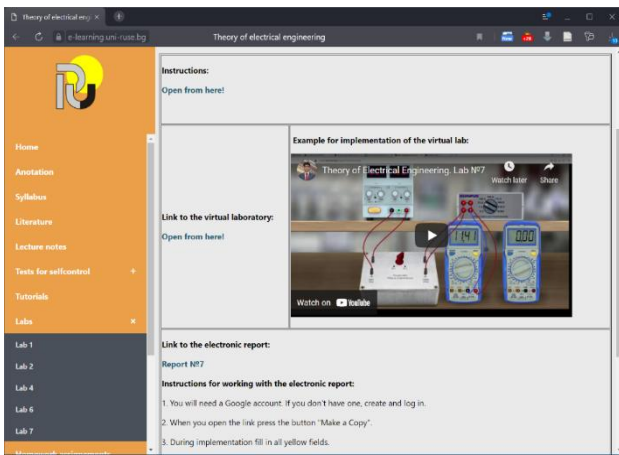 Theory of electrical eng
e-learning.uni-ruse.bg
Theory of electrical engineering
Home
Anotation
Syllabus
Literature
Lecture notes
Tests for selfcontrol +
Tutorials
Labs ×
Lab 1
Lab 2
Lab 4
Lab 6
Lab 7
Instructions:
Open from here!
Link to the virtual laboratory:
Open from here!
Example for implementation of the virtual lab:
Theory of Electrical Engineering. Lab №7
Watch later
Share
11.41
0.00
Watch on YouTube
Link to the electronic report:
Report №7
Instructions for working with the electronic report:
1. You will need a Google account. If you don't have one, create and log in.
2. When you open the link press the button "Make a Copy".
3. During implementation fill in all yellow fields.